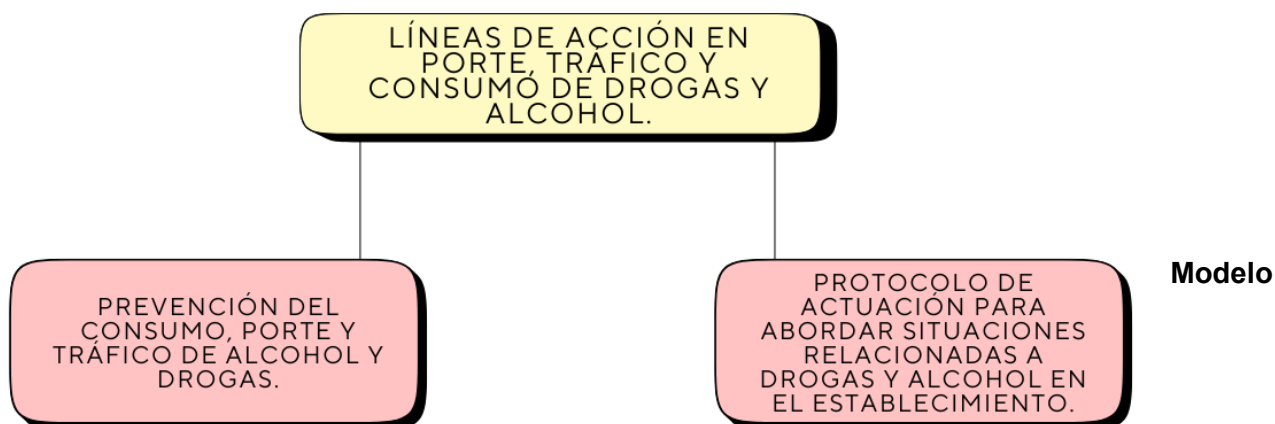 LÍNEAS DE ACCIÓN EN
PORTE, TRÁFICO Y
CONSUMO DE DROGAS Y
ALCOHOL.
PREVENCIÓN DEL
CONSUMO, PORTE Y
TRÁFICO DE ALCOHOL Y
DROGAS.
PROTOCOLO DE
ACTUACIÓN PARA
ABORDAR SITUACIONES
RELACIONADAS A
DROGAS Y ALCOHOL EN
EL ESTABLECIMIENTO.
Modelo